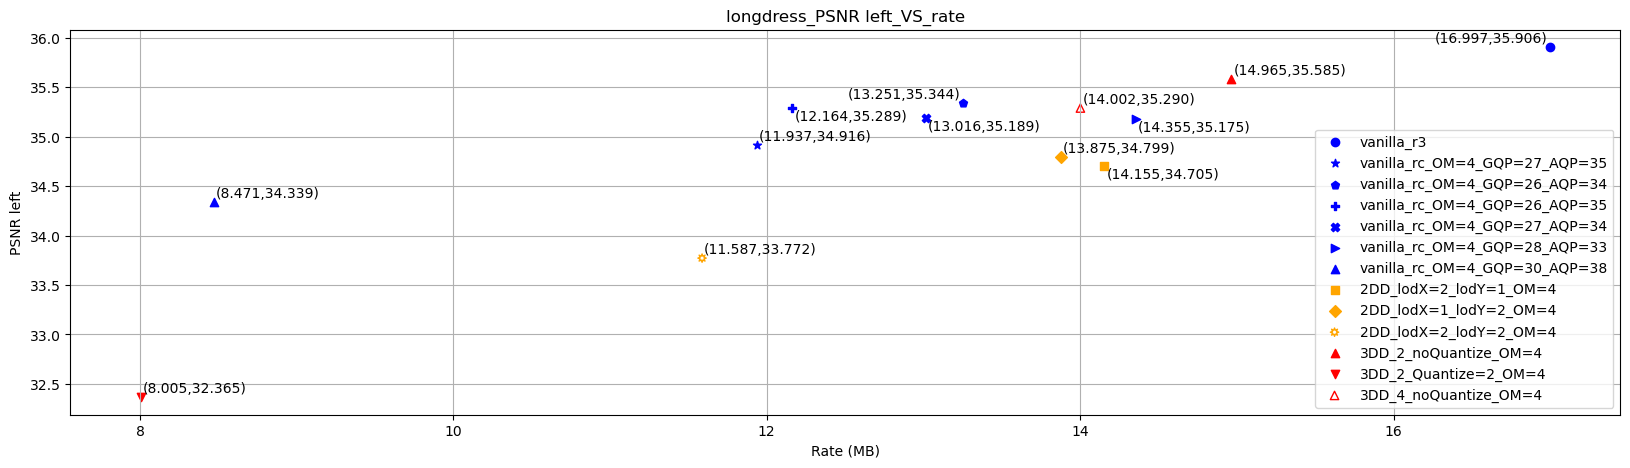 longdress_PSNR left_VS_rate
36.0
35.5
35.0
34.5
34.0
33.5
33.0
32.5
PSNR left
(16.997,35.906)
(14.965,35.585)
(13.251,35.344)
(14.002,35.290)
(12.164,35.289)
(13.016,35.189)
(14.355,35.175)
(11.937,34.916)
(13.875,34.799)
(14.155,34.705)
(8.471,34.339)
(11.587,33.772)
(8.005,32.365)
vanilla_r3
vanilla_rc_OM=4_GQP=27_AQP=35
vanilla_rc_OM=4_GQP=26_AQP=34
vanilla_rc_OM=4_GQP=26_AQP=35
vanilla_rc_OM=4_GQP=27_AQP=34
vanilla_rc_OM=4_GQP=28_AQP=33
vanilla_rc_OM=4_GQP=30_AQP=38
2DD_lodX=2_lodY=1_OM=4
2DD_lodX=1_lodY=2_OM=4
2DD_lodX=2_lodY=2_OM=4
3DD_2_noQuantize_OM=4
3DD_2_Quantize=2_OM=4
3DD_4_noQuantize_OM=4
8 10 12 14 16
Rate (MB)